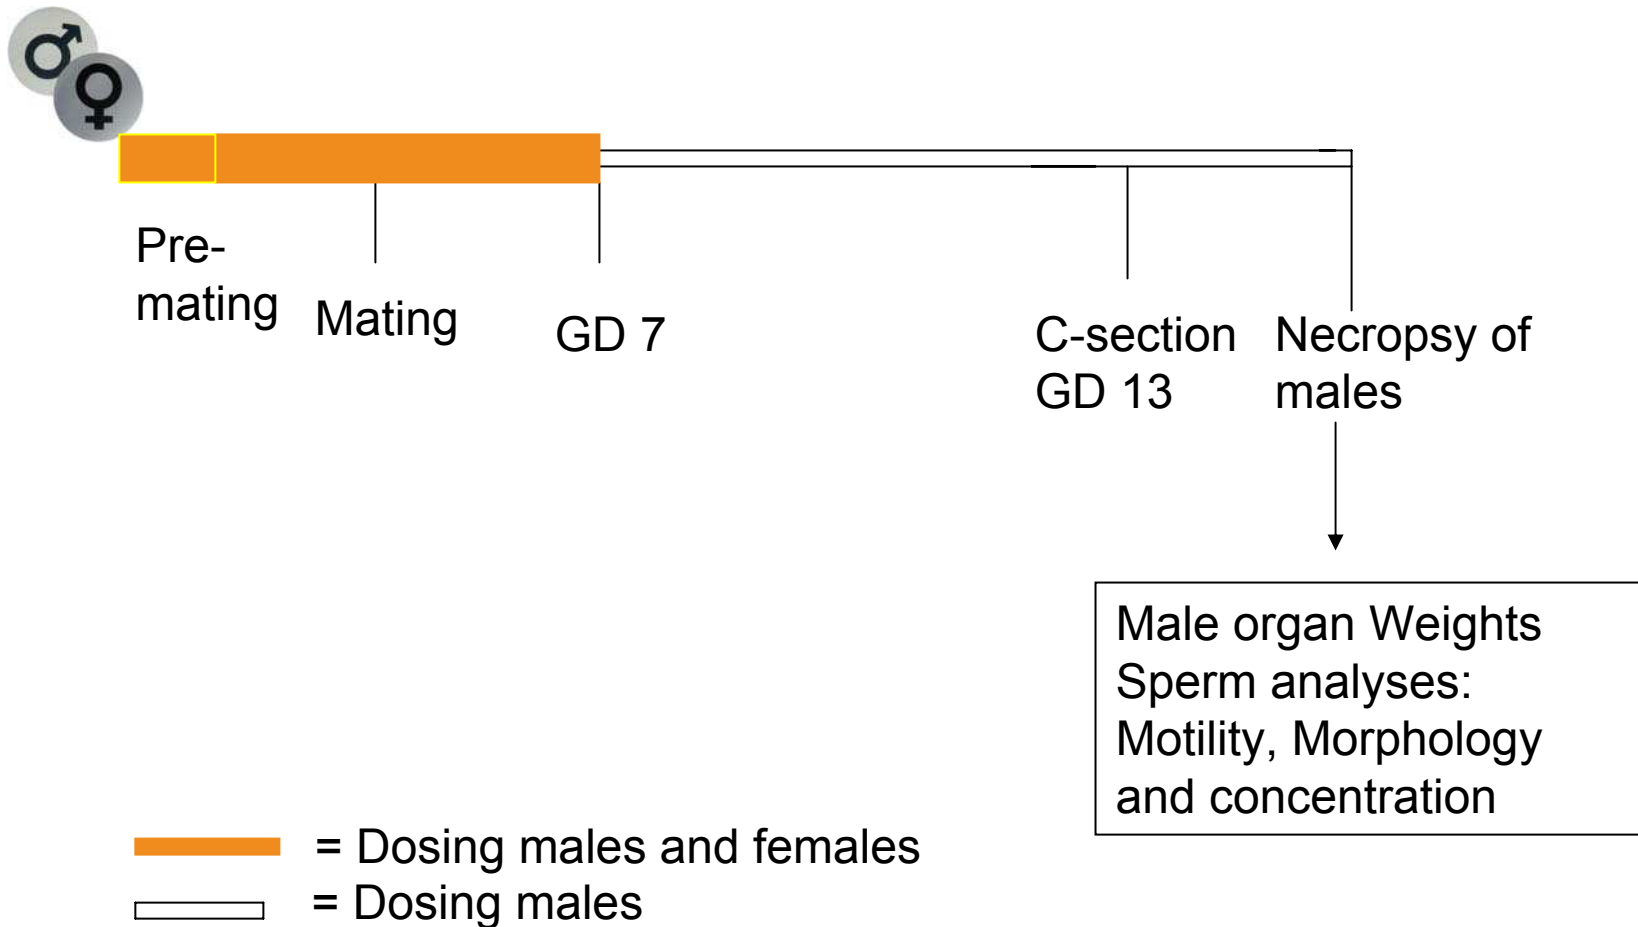 Pre-
mating
Mating
GD 7
C-section
GD 13
Necropsy of
males
Male organ Weights
Sperm analyses:
Motility, Morphology
and concentration
= Dosing males and females
= Dosing males